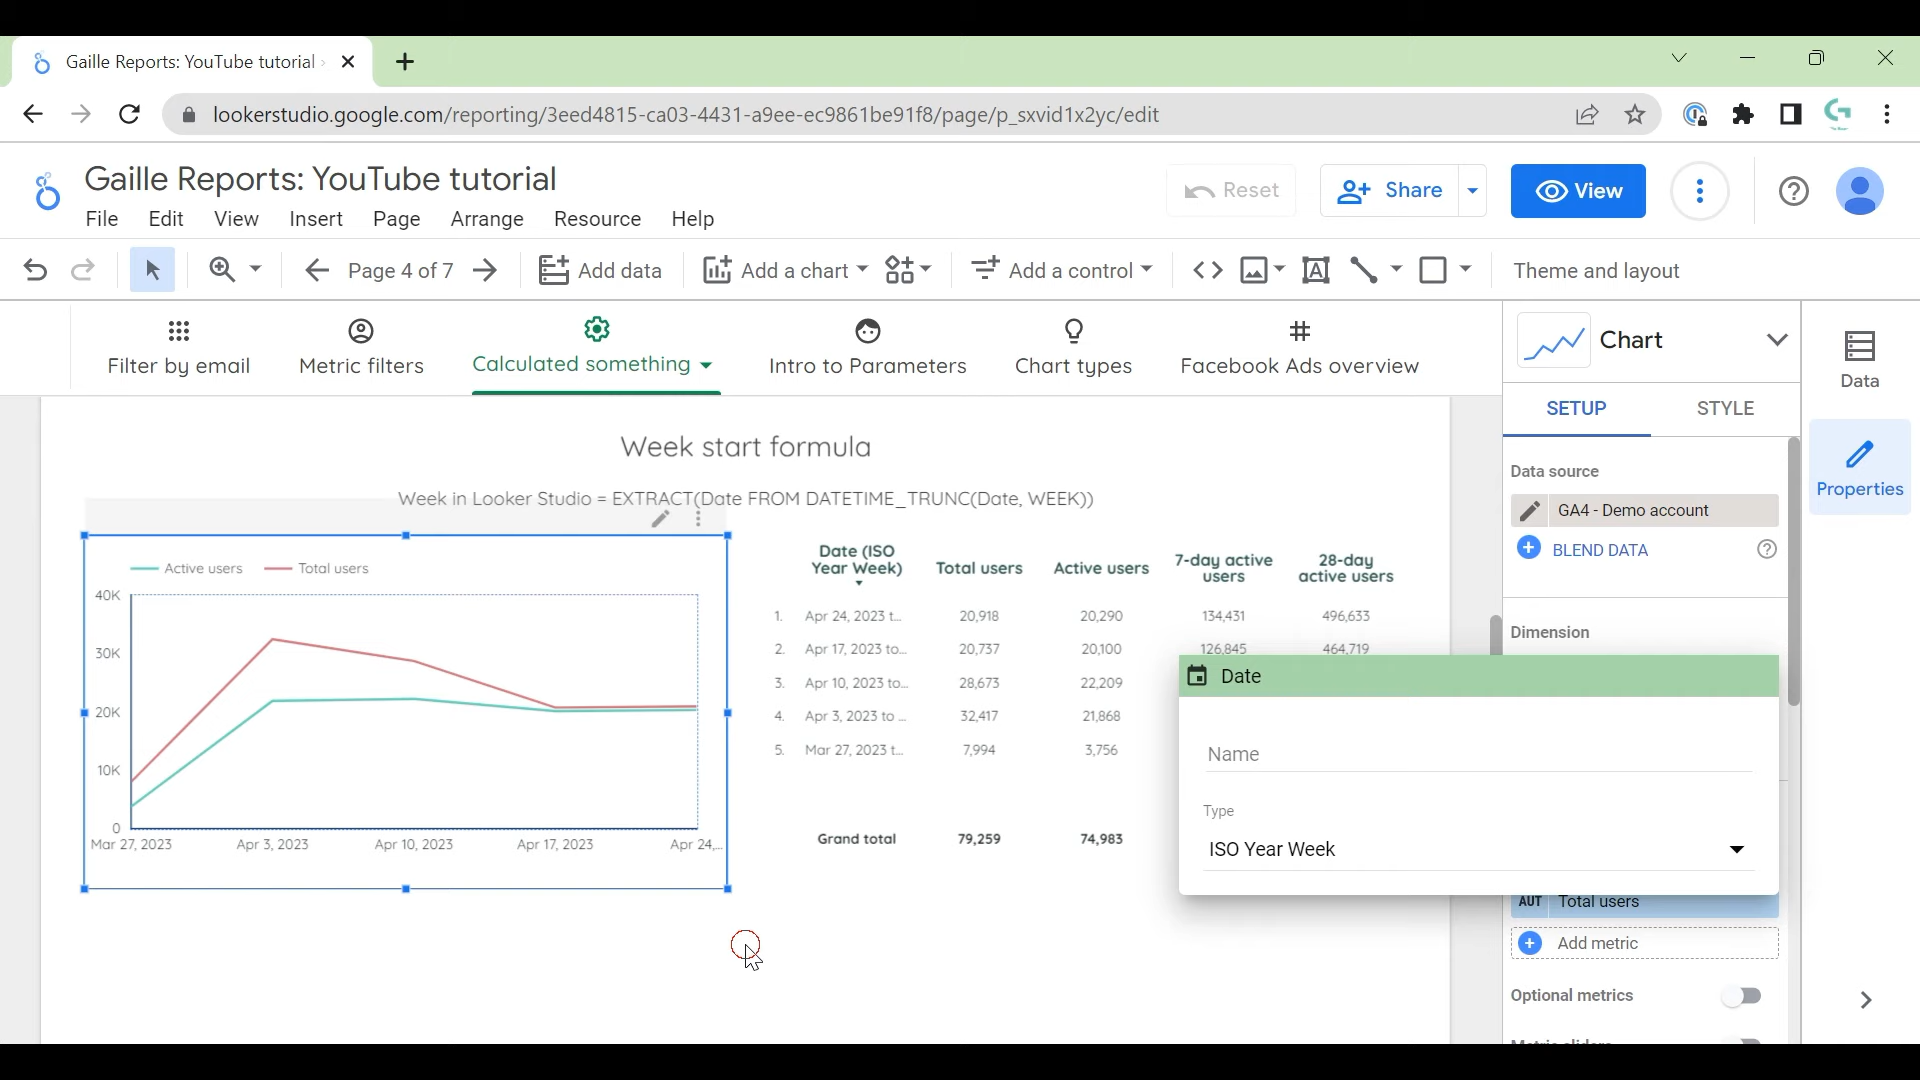 Gaille Reports: YouTube tutorial
lookerstudio.google.com/reporting/3eed4815-ca03-4431-a9ee-ec9861be91f8/page/p_sxvid1x2yc/edit
Gaille Reports: YouTube tutorial
Reset
Share
View
File Edit View Insert Page Arrange Resource Help
Page 4 of 7
Add data
Add a chart
Add a control
Theme and layout
Filter by email
Metric filters
Calculated something
Intro to Parameters
Chart types
Facebook Ads overview
Week start formula
Week in Looker Studio = EXTRACT(Date FROM DATETIME_TRUNC(Date, WEEK))
Active users Total users
40K
30K
20K
10K
0
Mar 27, 2023 Apr 3, 2023 Apr 10, 2023 Apr 17, 2023 Apr 24,...
Date (ISO Year Week) Total users Active users 7-day active users 28-day active users
1. Apr 24, 2023 t... 20,918 20,290 134,431 496,633
2. Apr 17, 2023 to... 20,737 20,100 126,845 464,719
3. Apr 10, 2023 to... 28,673 22,209
4. Apr 3, 2023 to ... 32,417 21,868
5. Mar 27, 2023 t... 7,994 3,756
Grand total 79,259 74,983
Chart
SETUP STYLE
Data source
GA4 - Demo account
BLEND DATA
Dimension
Date
Name
Type
ISO Year Week
AUT Total users
Add metric
Optional metrics
Data
Properties